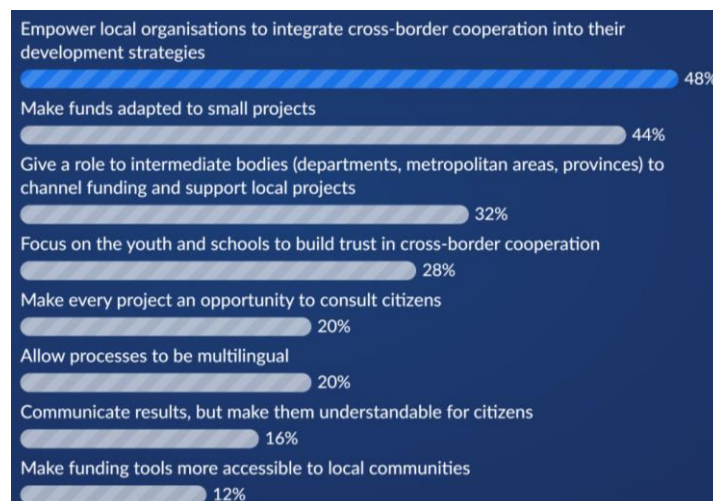 Empower local organisations to integrate cross-border cooperation into their
development strategies
48%
Make funds adapted to small projects
44%
Give a role to intermediate bodies (departments, metropolitan areas, provinces) to
channel funding and support local projects
32%
Focus on the youth and schools to build trust in cross-border cooperation
28%
Make every project an opportunity to consult citizens
20%
Allow processes to be multilingual
20%
Communicate results, but make them understandable for citizens
16%
Make funding tools more accessible to local communities
12%